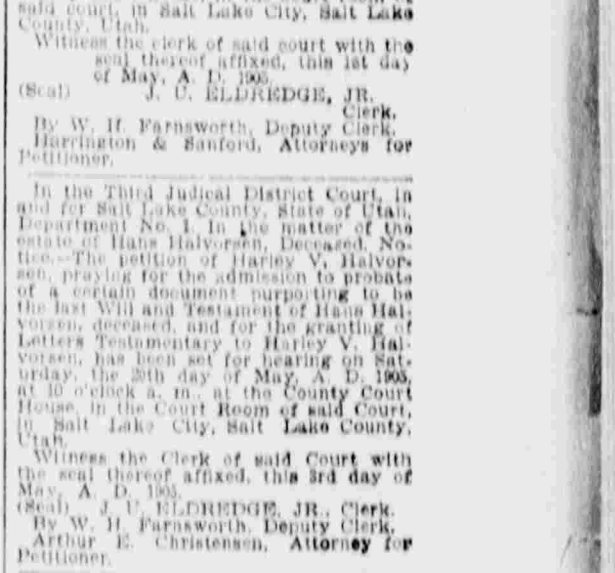 said court, in Salt Lake City, Salt Lake
County, Utah.
Witness the clerk of said court with the
seal thereof affixed, this 1st day
of May, A. D. 1905.
(Seal) J. U. ELDREDGE, JR.
Clerk.
By W. H. Farnsworth, Deputy Clerk.
Harrington & Sanford, Attorneys for
Petitioner.
In the Third Judical District Court, in
and for Salt Lake County, State of Utah,
Department No. 1. In the matter of the
estate of Hans Halvorsen, Deceased. No-
tice.—The petition of Harley V. Halvor-
sen, praying for the admission to probate
of a certain document purporting to be
the last Will and Testament of Hans Hal-
vorsen, deceased, and for the granting of
Letters Testamentary to Harley V. Hal-
vorsen, has been set for hearing on Sat-
urday, the 20th day of May, A. D. 1905,
at 10 o'clock a. m., at the County Court
House, in the Court Room of said Court,
in Salt Lake City, Salt Lake County,
Utah.
Witness the Clerk of said Court with
the seal thereof affixed, this 3rd day of
May, A. D. 1905.
(Seal) J. U. ELDREDGE, JR., Clerk.
By W. H. Farnsworth, Deputy Clerk.
Arthur E. Christensen, Attorney for
Petitioner.